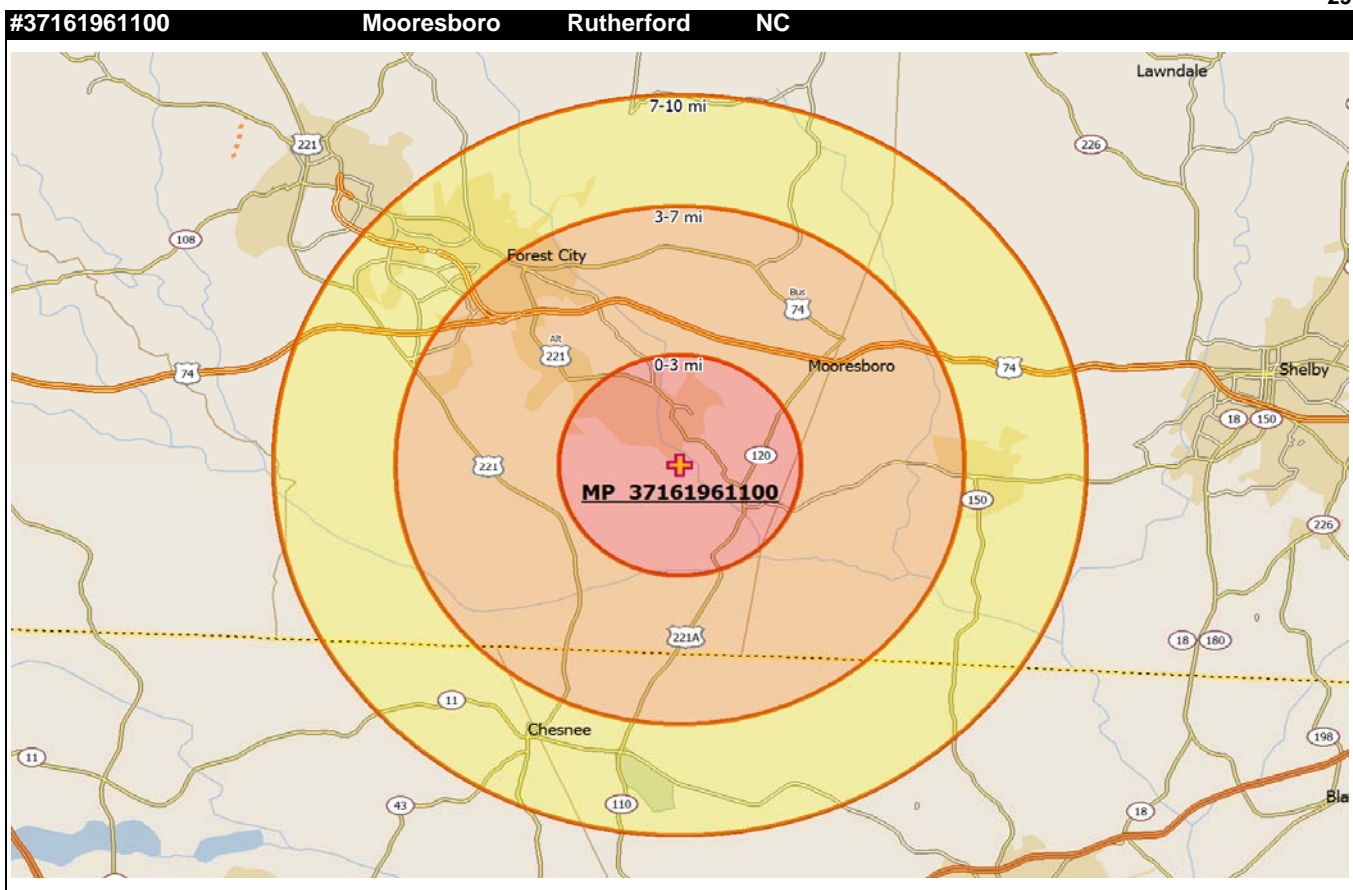 #37161961100 Mooresboro Rutherford NC
Lawndale
7-10 mi
221
226
3-7 mi
108
Forest City
Bus
74
Alt
221
0-3 mi
Mooresboro
74
74
Shelby
18 150
120
221
MP 37161961100
150
226
221A
18 180
11
Chesnee
198
11
110
43
18
Bla